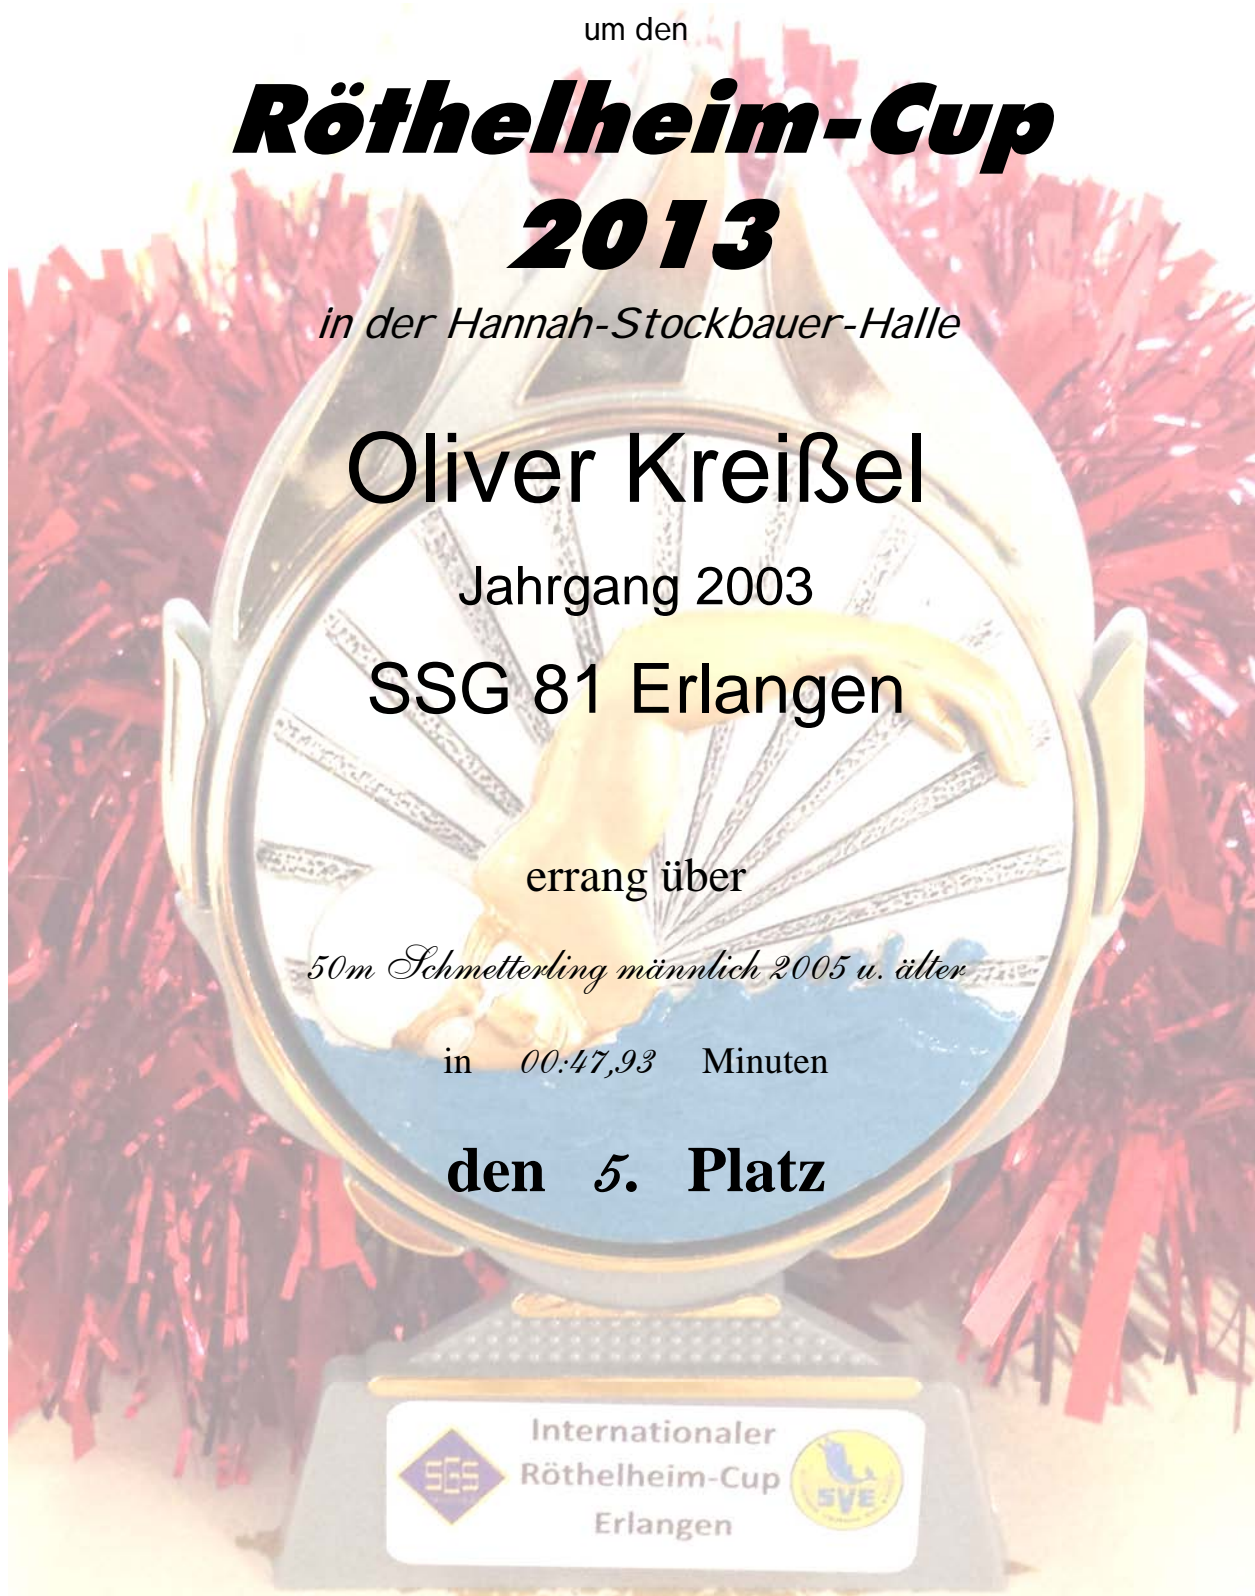 um den
Röthelheim-Cup
2013
in der Hannah-Stockbauer-Halle
Oliver Kreißel
Jahrgang 2003
SSG 81 Erlangen
errang über
50m Schmetterling männlich 2005 u. älter
in 00:47,93 Minuten
den 5. Platz
Internationaler
Röthelheim-Cup
Erlangen
SGS
SVE